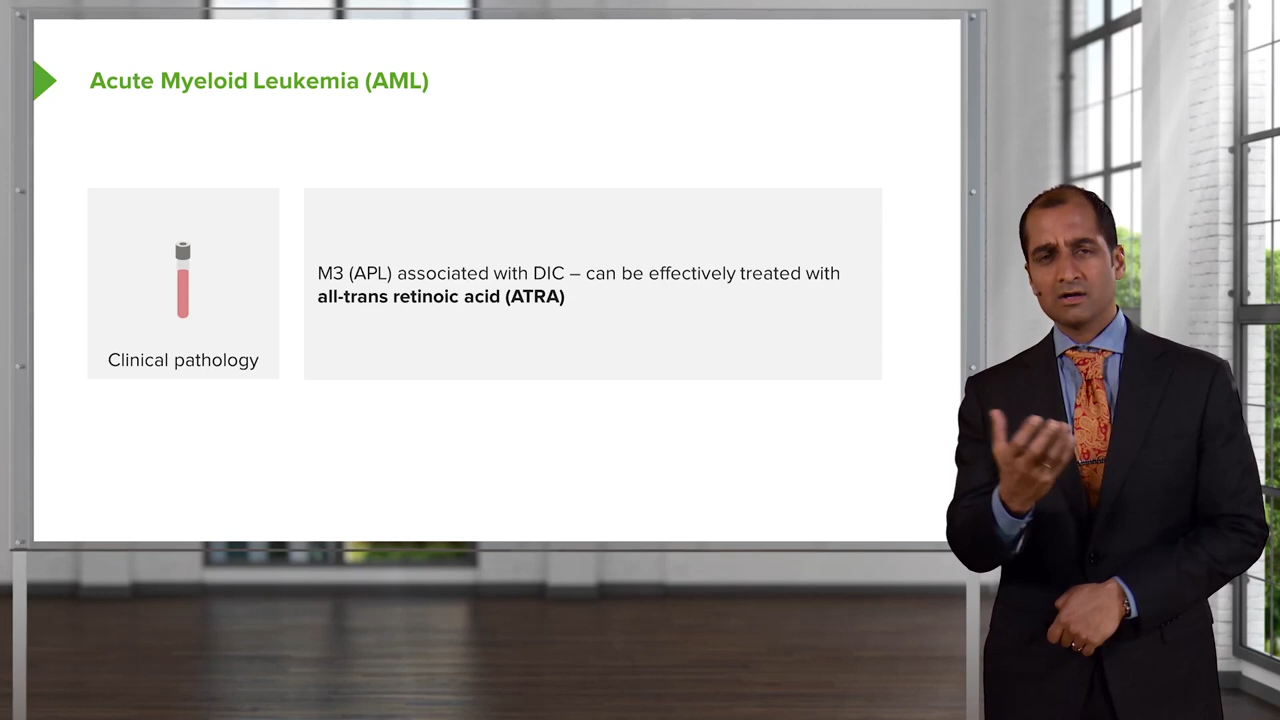 Acute Myeloid Leukemia (AML)
M3 (APL) associated with DIC – can be effectively treated with
all-trans retinoic acid (ATRA)
Clinical pathology